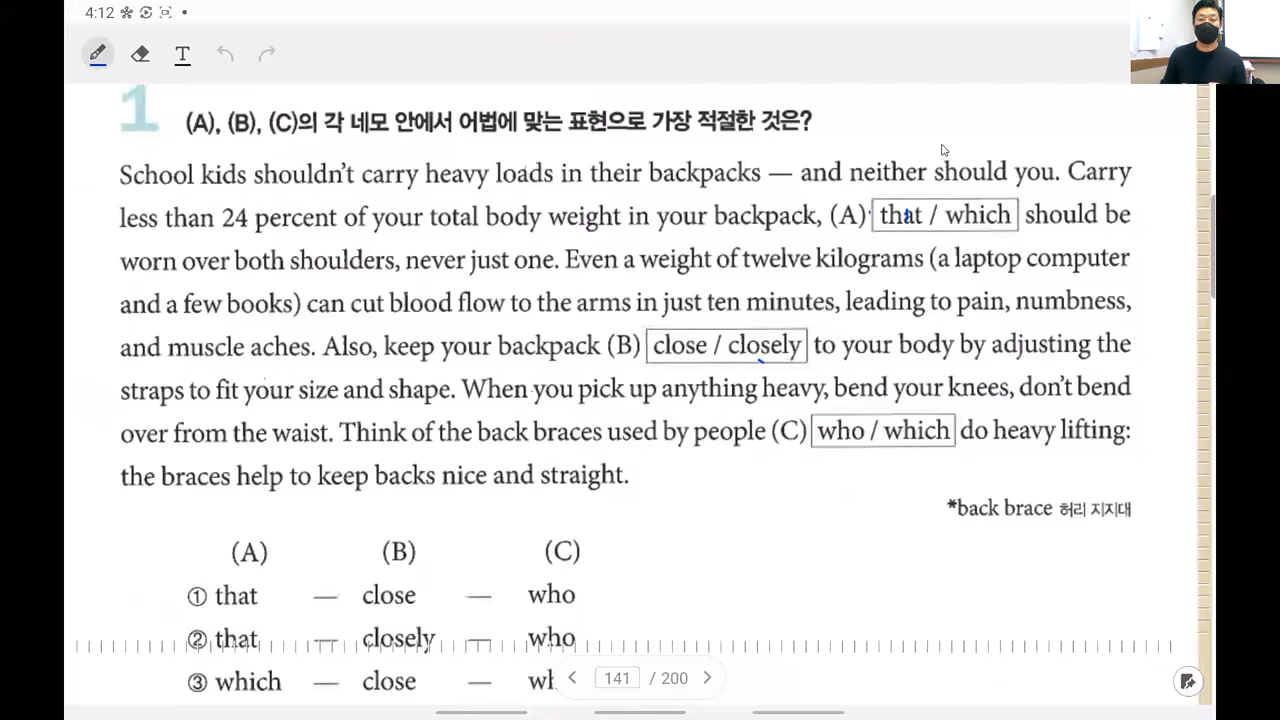 4:12
T
1
(A), (B), (C)의 각 네모 안에서 어법에 맞는 표현으로 가장 적절한 것은?
School kids shouldn't carry heavy loads in their backpacks — and neither should you. Carry
less than 24 percent of your total body weight in your backpack, (A) that / which should be
worn over both shoulders, never just one. Even a weight of twelve kilograms (a laptop computer
and a few books) can cut blood flow to the arms in just ten minutes, leading to pain, numbness,
and muscle aches. Also, keep your backpack (B) close / closely to your body by adjusting the
straps to fit your size and shape. When you pick up anything heavy, bend your knees, don't bend
over from the waist. Think of the back braces used by people (C) who / which do heavy lifting:
the braces help to keep backs nice and straight.
*back brace 허리 지지대
(A) (B) (C)
① that — close — who
② that — closely — who
③ which — close —
141 / 200